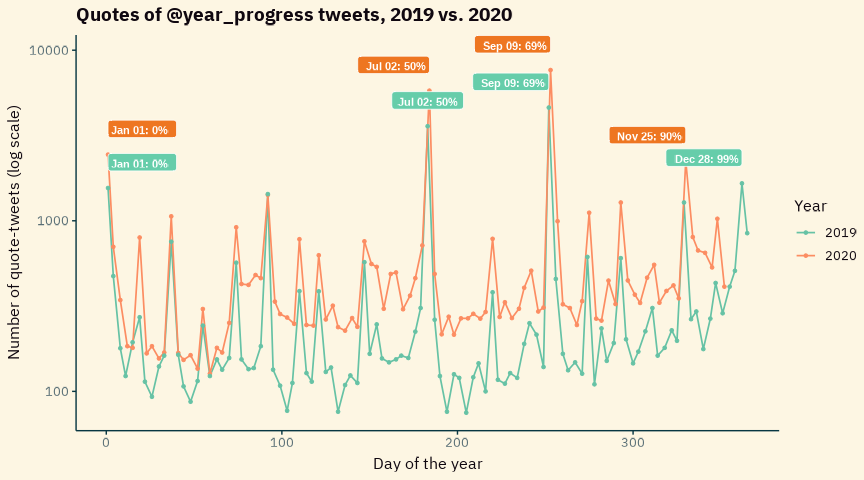 Quotes of @year_progress tweets, 2019 vs. 2020
Number of quote-tweets (log scale)
10000
1000
100
Jan 01: 0%
Jan 01: 0%
Jul 02: 50%
Jul 02: 50%
Sep 09: 69%
Sep 09: 69%
Nov 25: 90%
Dec 28: 99%
0
100
200
300
Day of the year
Year
2019
2020